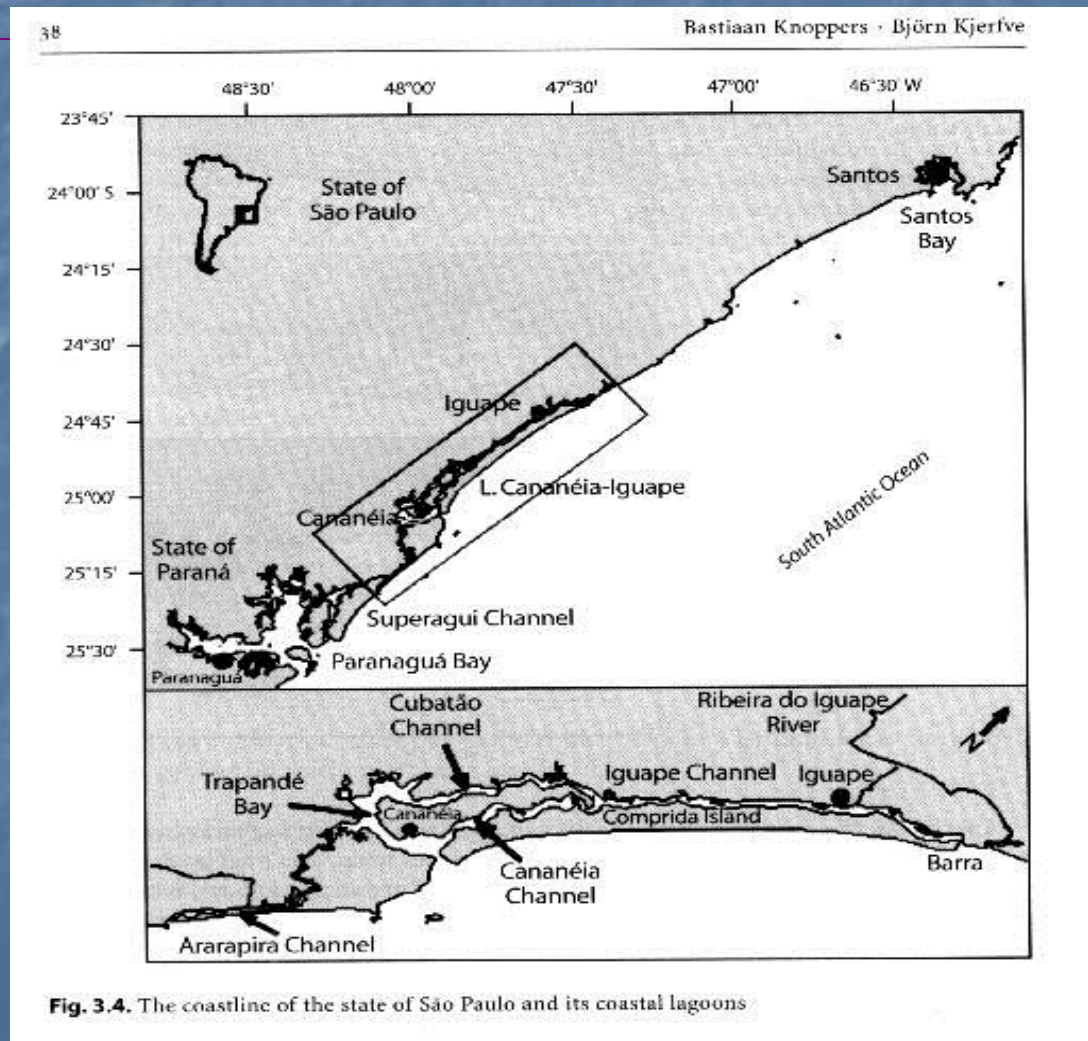 38
Bastiaan Knoppers · Björn Kjerfve
48°30'
48°00'
47°30'
47°00'
46°30' W
23°45'
24°00' S
24°15'
24°30'
24°45'
25°00'
25°15'
25°30'
State of
São Paulo
Santos
Santos
Bay
Iguape
L. Cananéia-Iguape
Cananéia
South Atlantic Ocean
State of
Paraná
Superagui Channel
Paranaguá Bay
Paranaguá
Cubatão
Channel
Ribeira do Iguape
River
N
Trapandé
Bay
Iguape Channel
Iguape
Cananéia
Comprida Island
Cananéia
Channel
Barra
Ararapira Channel
Fig. 3.4. The coastline of the state of São Paulo and its coastal lagoons